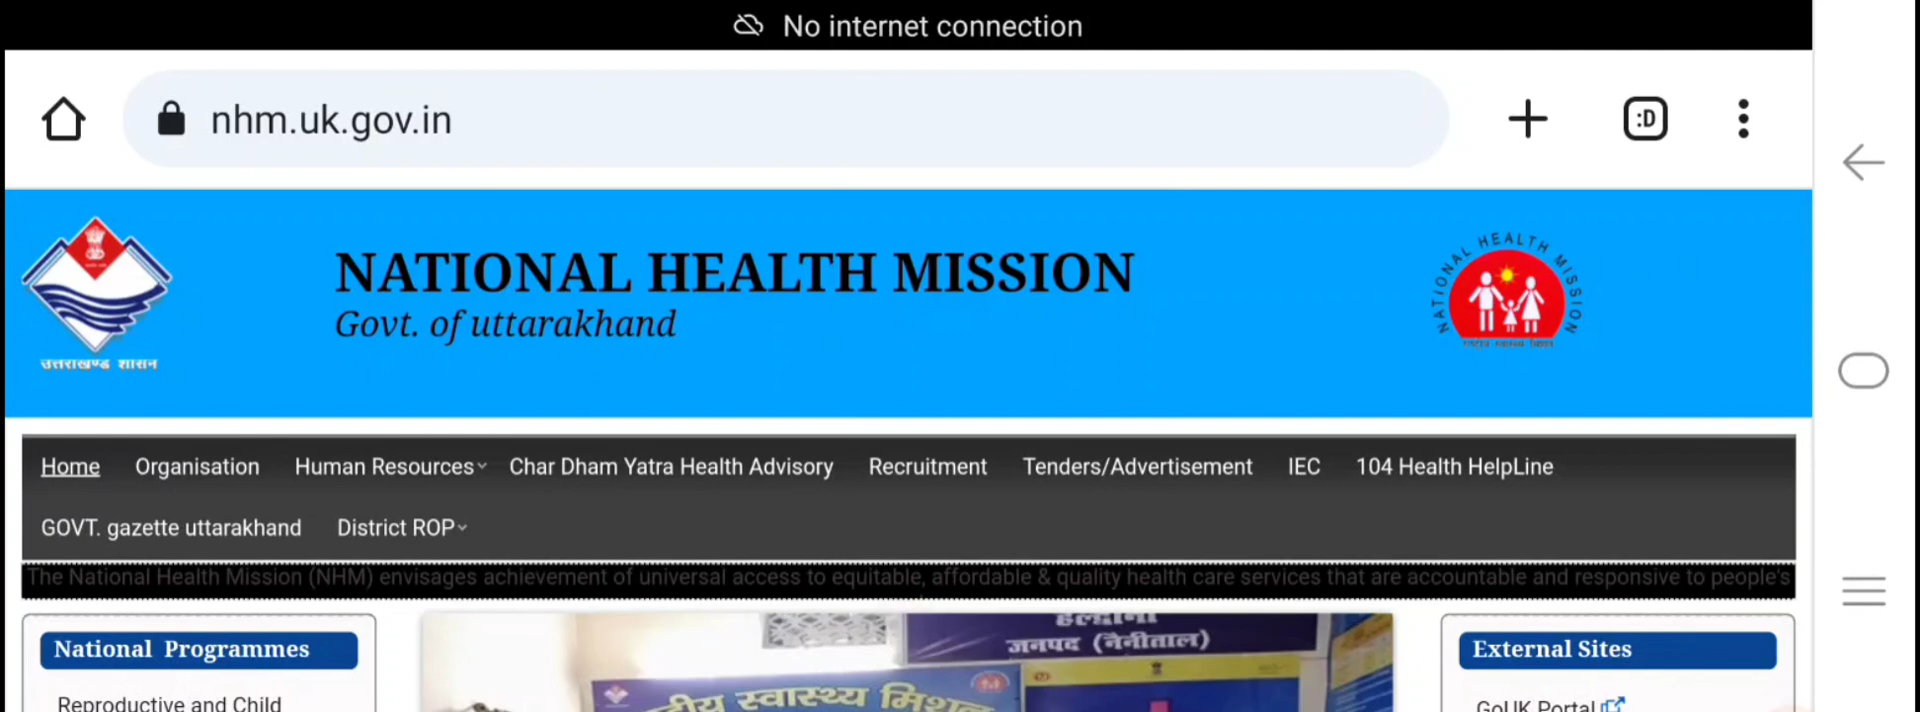 No internet connection
nhm.uk.gov.in
:D
NATIONAL HEALTH MISSION
Govt. of uttarakhand
उत्तराखण्ड शासन
NATIONAL HEALTH MISSION
राष्ट्रीय स्वास्थ्य मिशन
Home Organisation Human Resources Char Dham Yatra Health Advisory Recruitment Tenders/Advertisement IEC 104 Health HelpLine
GOVT. gazette uttarakhand District ROP
The National Health Mission (NHM) envisages achievement of universal access to equitable, affordable & quality health care services that are accountable and responsive to people's
National Programmes
Reproductive and Child
हल्द्वानी
जनपद (नैनीताल)
स्वास्थ्य मिशन
External Sites
GoUK Portal